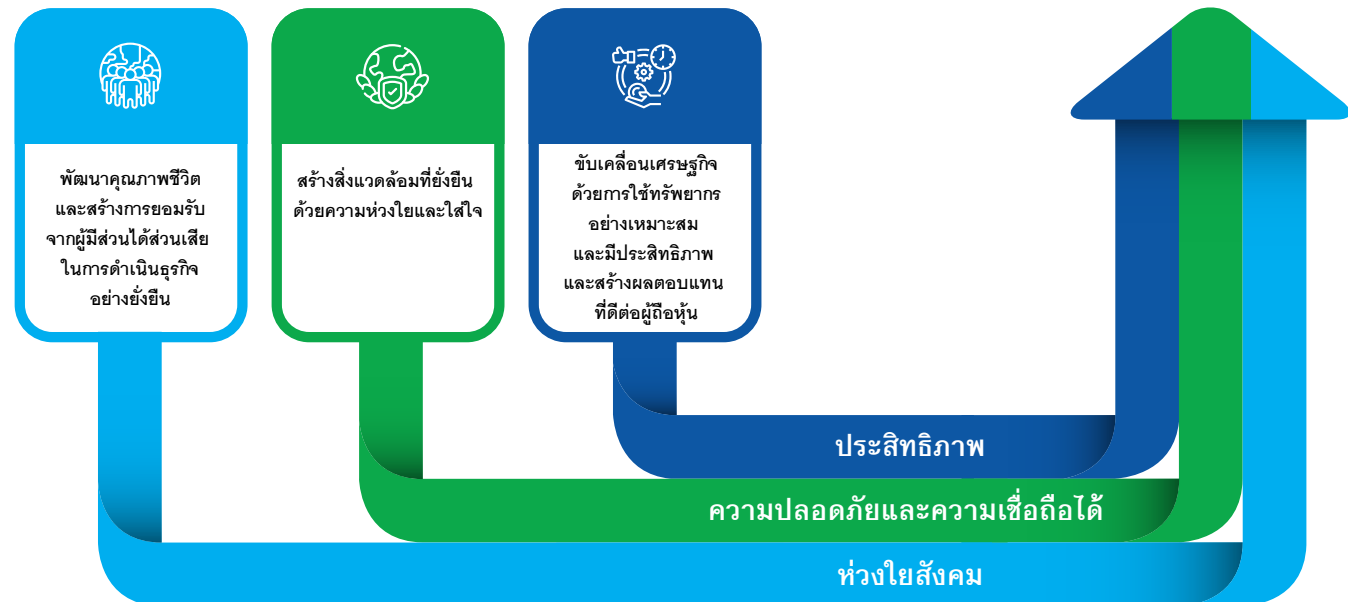 พัฒนาคุณภาพชีวิต
และสร้างการยอมรับ
จากผู้มีส่วนได้ส่วนเสีย
ในการดำเนินธุรกิจ
อย่างยั่งยืน
สร้างสิ่งแวดล้อมที่ยั่งยืน
ด้วยความห่วงใยและใส่ใจ
ขับเคลื่อนเศรษฐกิจ
ด้วยการใช้ทรัพยากร
อย่างเหมาะสม
และมีประสิทธิภาพ
และสร้างผลตอบแทน
ที่ดีต่อผู้ถือหุ้น
ประสิทธิภาพ
ความปลอดภัยและความเชื่อถือได้
ห่วงใยสังคม